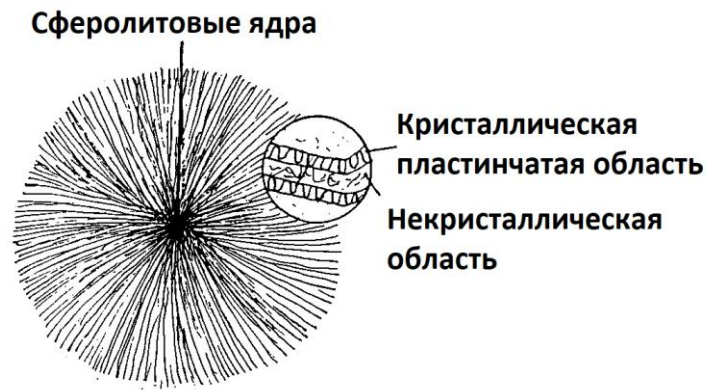 Сферолитовые ядра
Кристаллическая
пластинчатая область
Некристаллическая
область